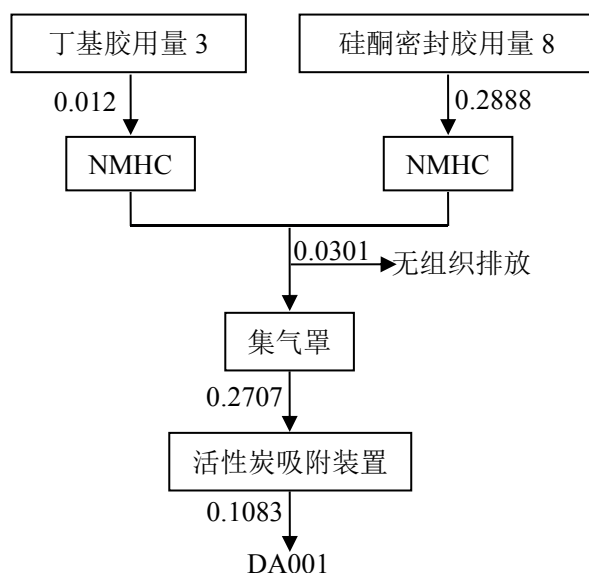 丁基胶用量 3
硅酮密封胶用量 8
0.012
0.2888
NMHC
NMHC
0.0301
无组织排放
集气罩
0.2707
活性炭吸附装置
0.1083
DA001